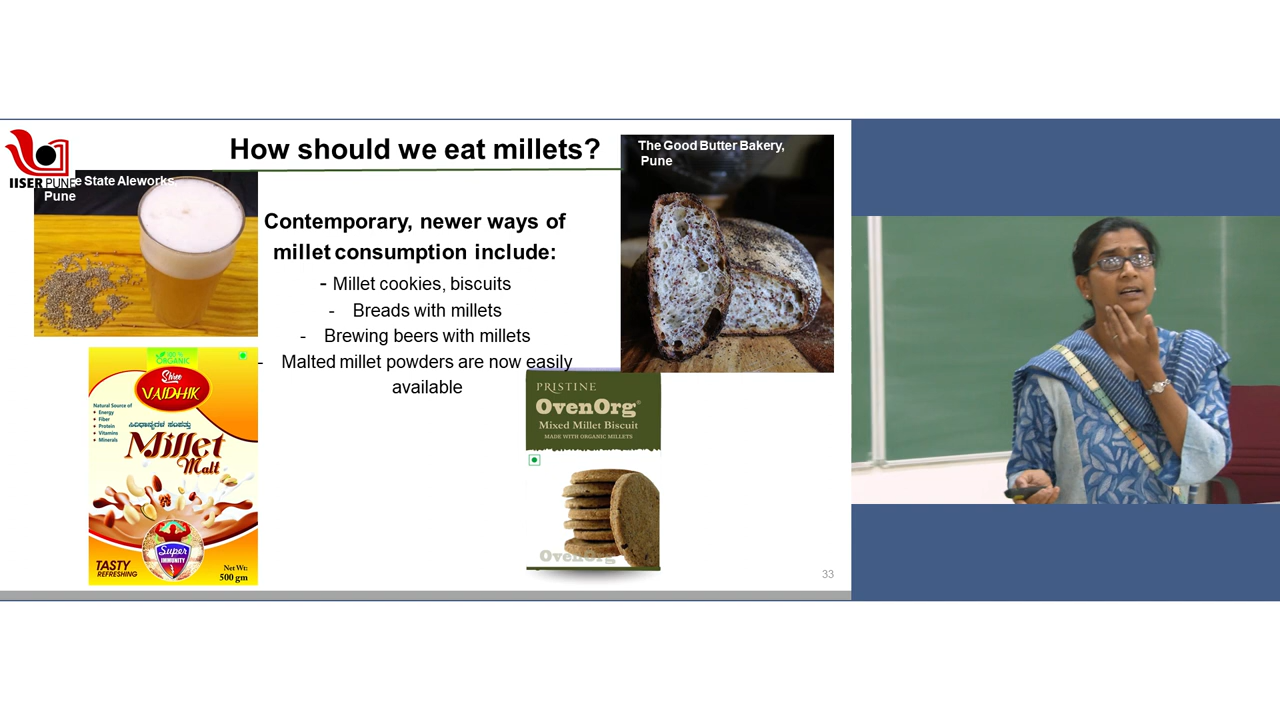 How should we eat millets?
IISER PUNE
e State Aleworks,
Pune
The Good Butter Bakery,
Pune
Contemporary, newer ways of
millet consumption include:
- Millet cookies, biscuits
- Breads with millets
- Brewing beers with millets
- Malted millet powders are now easily
available
100%
ORGANIC
Shree
VAIDHIK
Natural Source of
• Energy
• Fiber
• Protein
• Vitamins
• Minerals
Millet
Malt
Super
IMMUNITY
TASTY
REFRESHING
Net Wt:
500 gm
PRISTINE
OvenOrg®
Mixed Millet Biscuit
MADE WITH ORGANIC MILLETS
OvenOrg
33